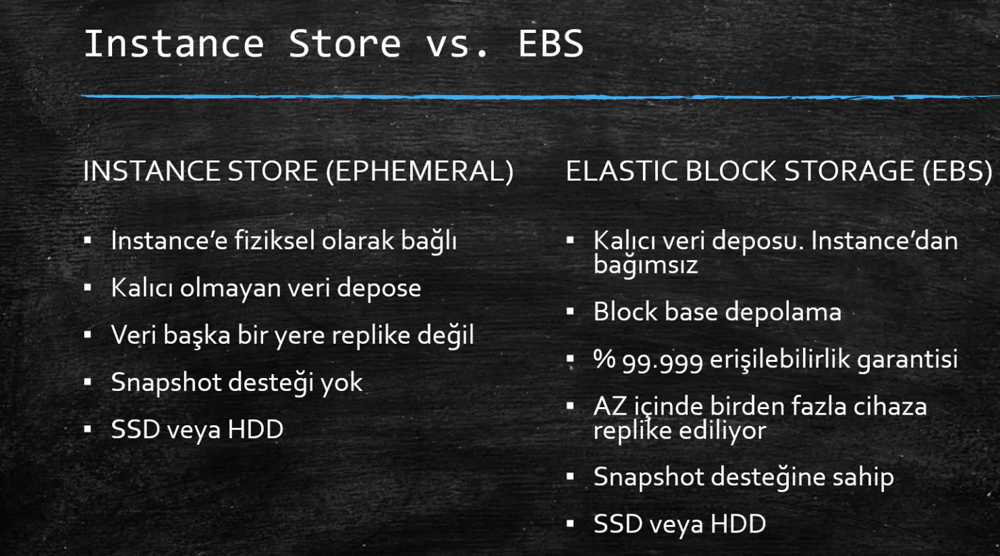 Instance Store vs. EBS
INSTANCE STORE (EPHEMERAL)
▪ Instance’e fiziksel olarak bağlı
▪ Kalıcı olmayan veri depose
▪ Veri başka bir yere replike değil
▪ Snapshot desteği yok
▪ SSD veya HDD
ELASTIC BLOCK STORAGE (EBS)
▪ Kalıcı veri deposu. Instance’dan
bağımsız
▪ Block base depolama
▪ % 99.999 erişilebilirlik garantisi
▪ AZ içinde birden fazla cihaza
replike ediliyor
▪ Snapshot desteğine sahip
▪ SSD veya HDD